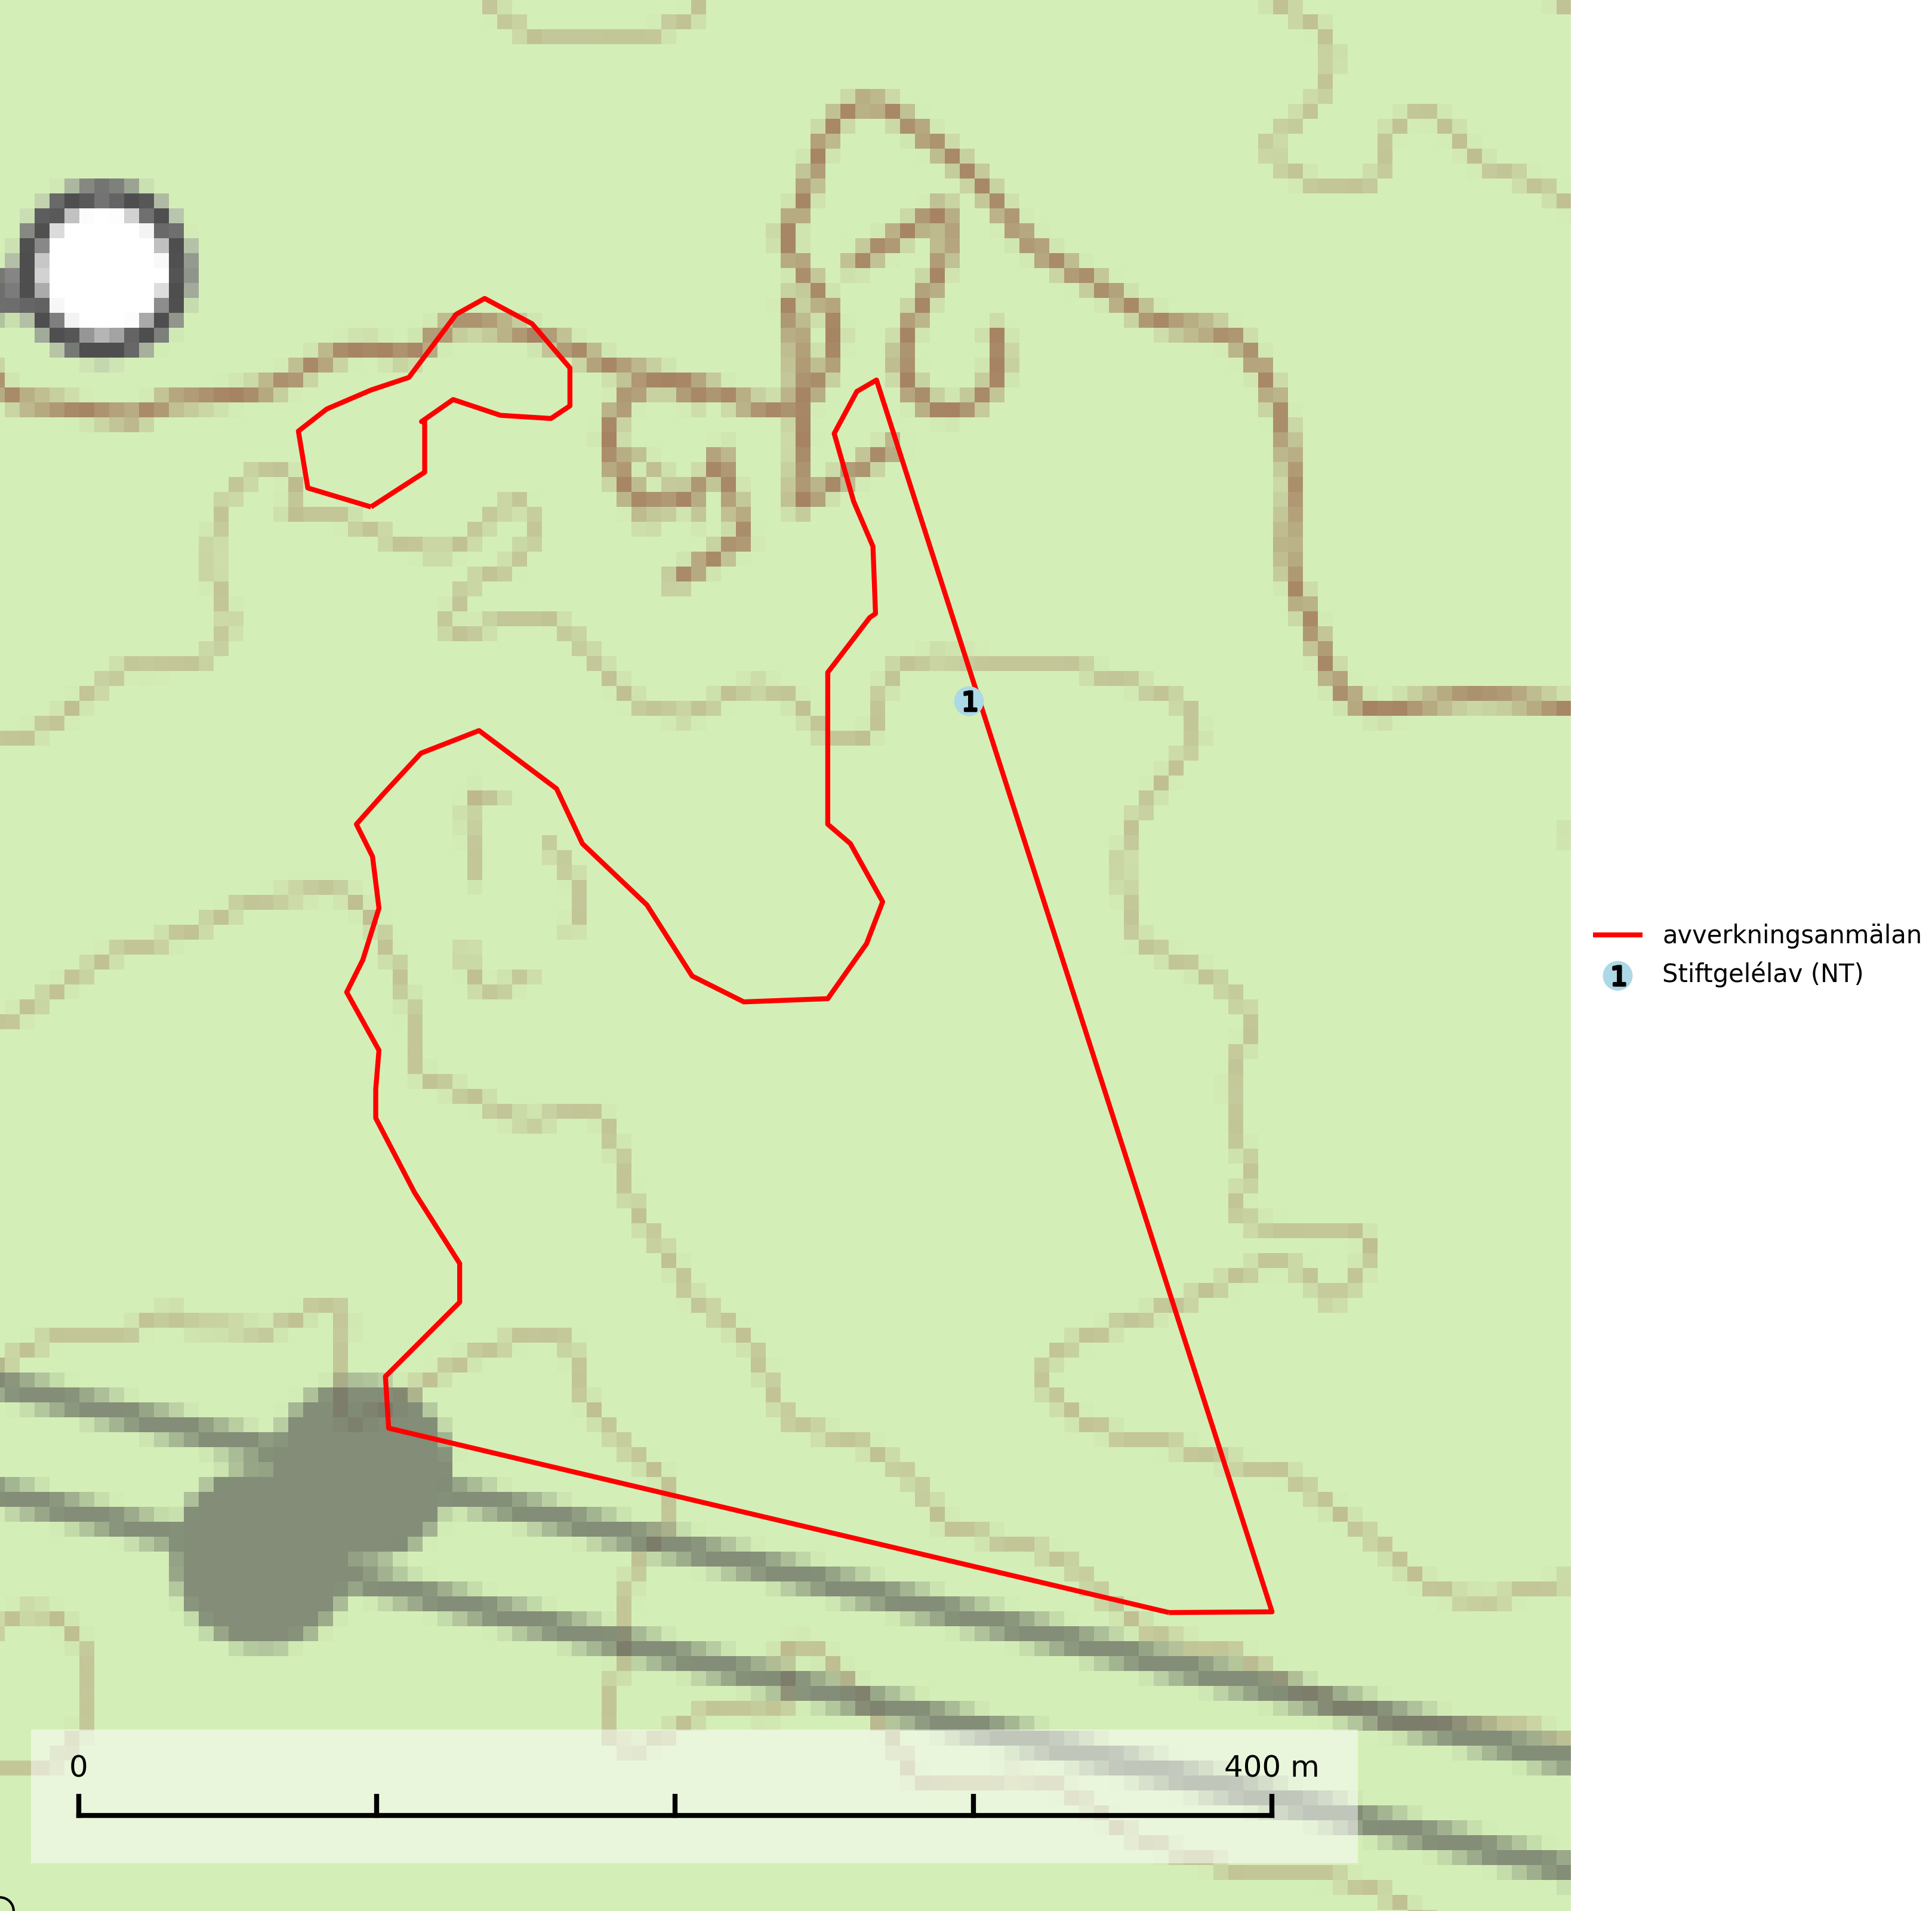 1
avverkningsanmälan
1 Stiftgelélav (NT)
0 400 m